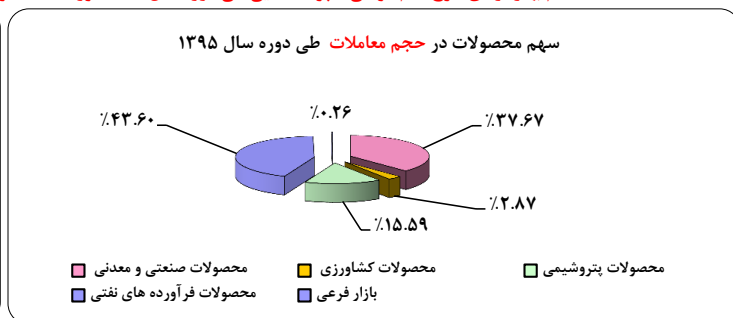 سهم محصولات در حجم معاملات طی دوره سال ۱۳۹۵
٪۴۳.۶۰
٪۰.۲۶
٪۳۷.۶۷
٪۲.۸۷
٪۱۵.۵۹
محصولات صنعتی و معدنی
محصولات کشاورزی
محصولات پتروشیمی
محصولات فرآورده های نفتی
بازار فرعی